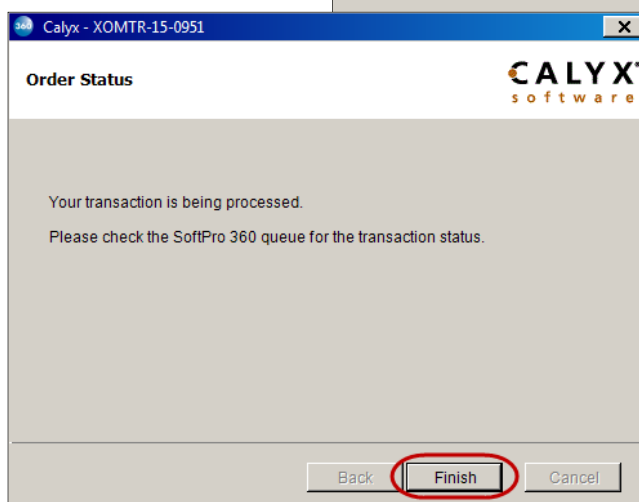 360 Calyx - XOMTR-15-0951
Order Status
CALYX
software
Your transaction is being processed.
Please check the SoftPro 360 queue for the transaction status.
Back Finish Cancel